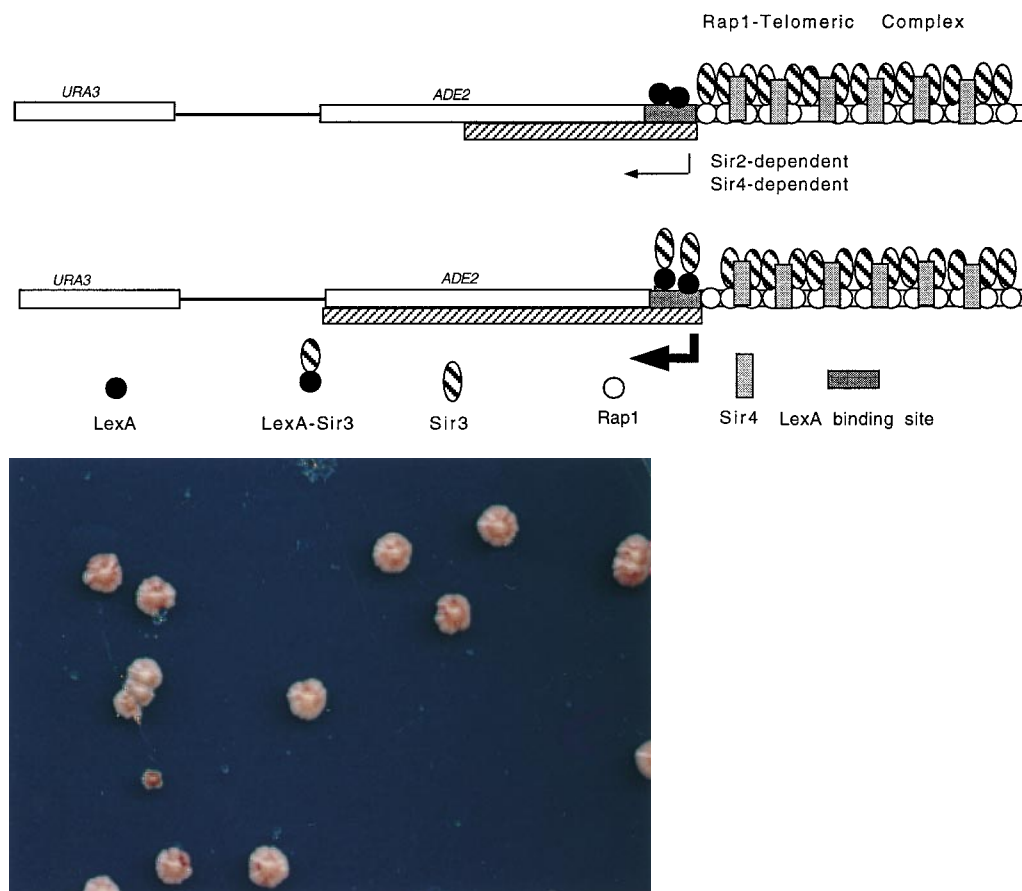 Rap1-Telomeric Complex
URA3
ADE2
Sir2-dependent
Sir4-dependent
URA3
ADE2
LexA
LexA-Sir3
Sir3
Rap1
Sir4
LexA binding site